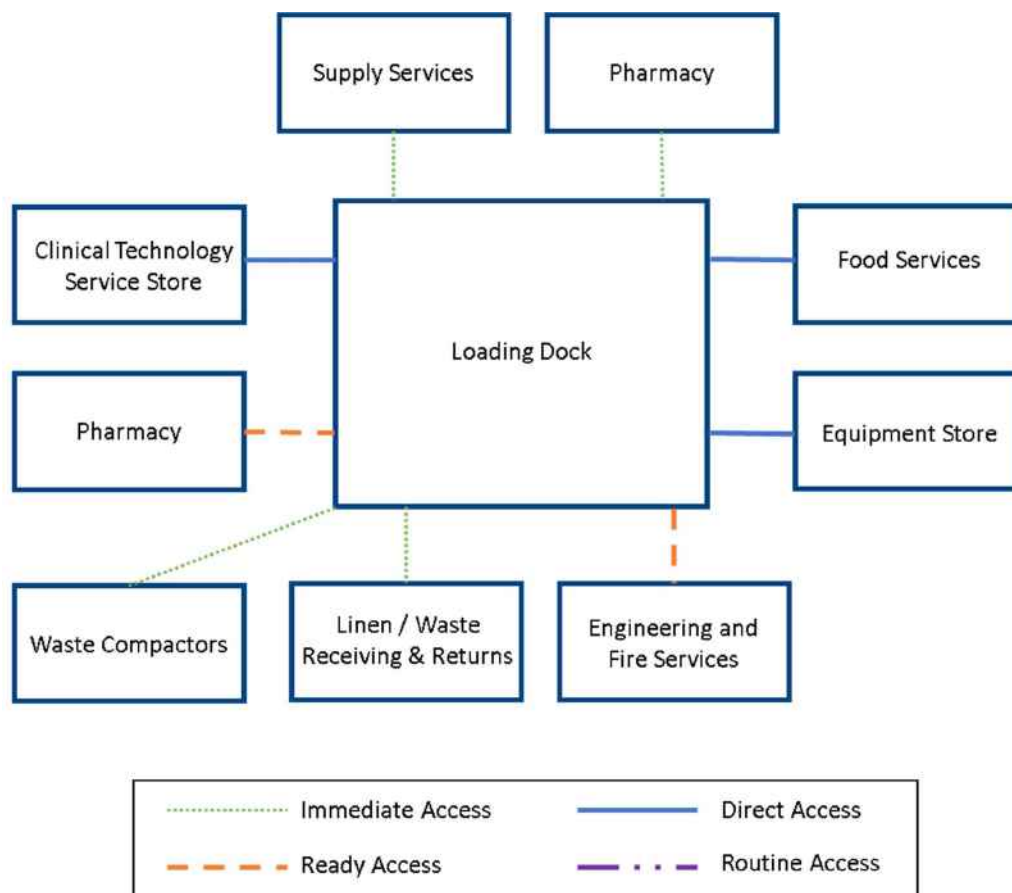 Supply Services
Pharmacy
Clinical Technology
Service Store
Food Services
Loading Dock
Pharmacy
Equipment Store
Waste Compactors
Linen / Waste
Receiving & Returns
Engineering and
Fire Services
Immediate Access
Direct Access
Ready Access
Routine Access